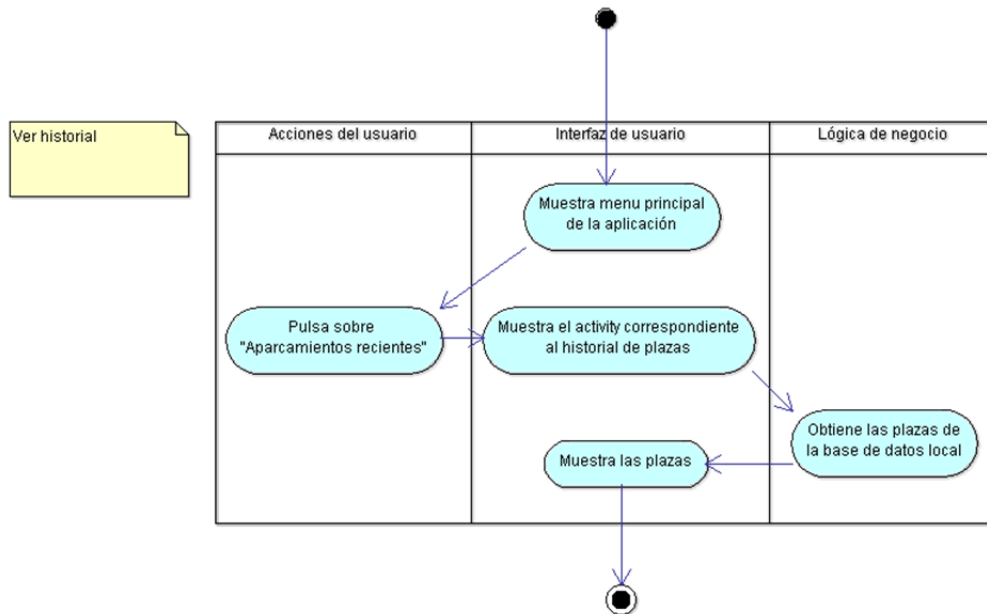 Ver historial
Acciones del usuario
Interfaz de usuario
Lógica de negocio
Muestra menu principal
de la aplicación
Pulsa sobre
"Aparcamientos recientes"
Muestra el activity correspondiente
al historial de plazas
Obtiene las plazas de
la base de datos local
Muestra las plazas